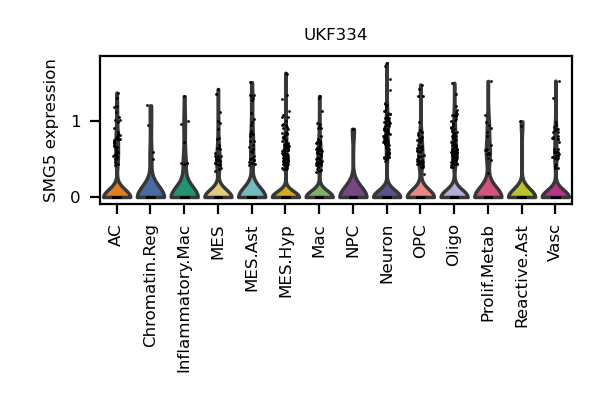 UKF334
SMG5 expression
1
0
AC
Chromatin.Reg
Inflammatory.Mac
MES
MES.Ast
MES.Hyp
Mac
NPC
Neuron
OPC
Oligo
Prolif.Metab
Reactive.Ast
Vasc